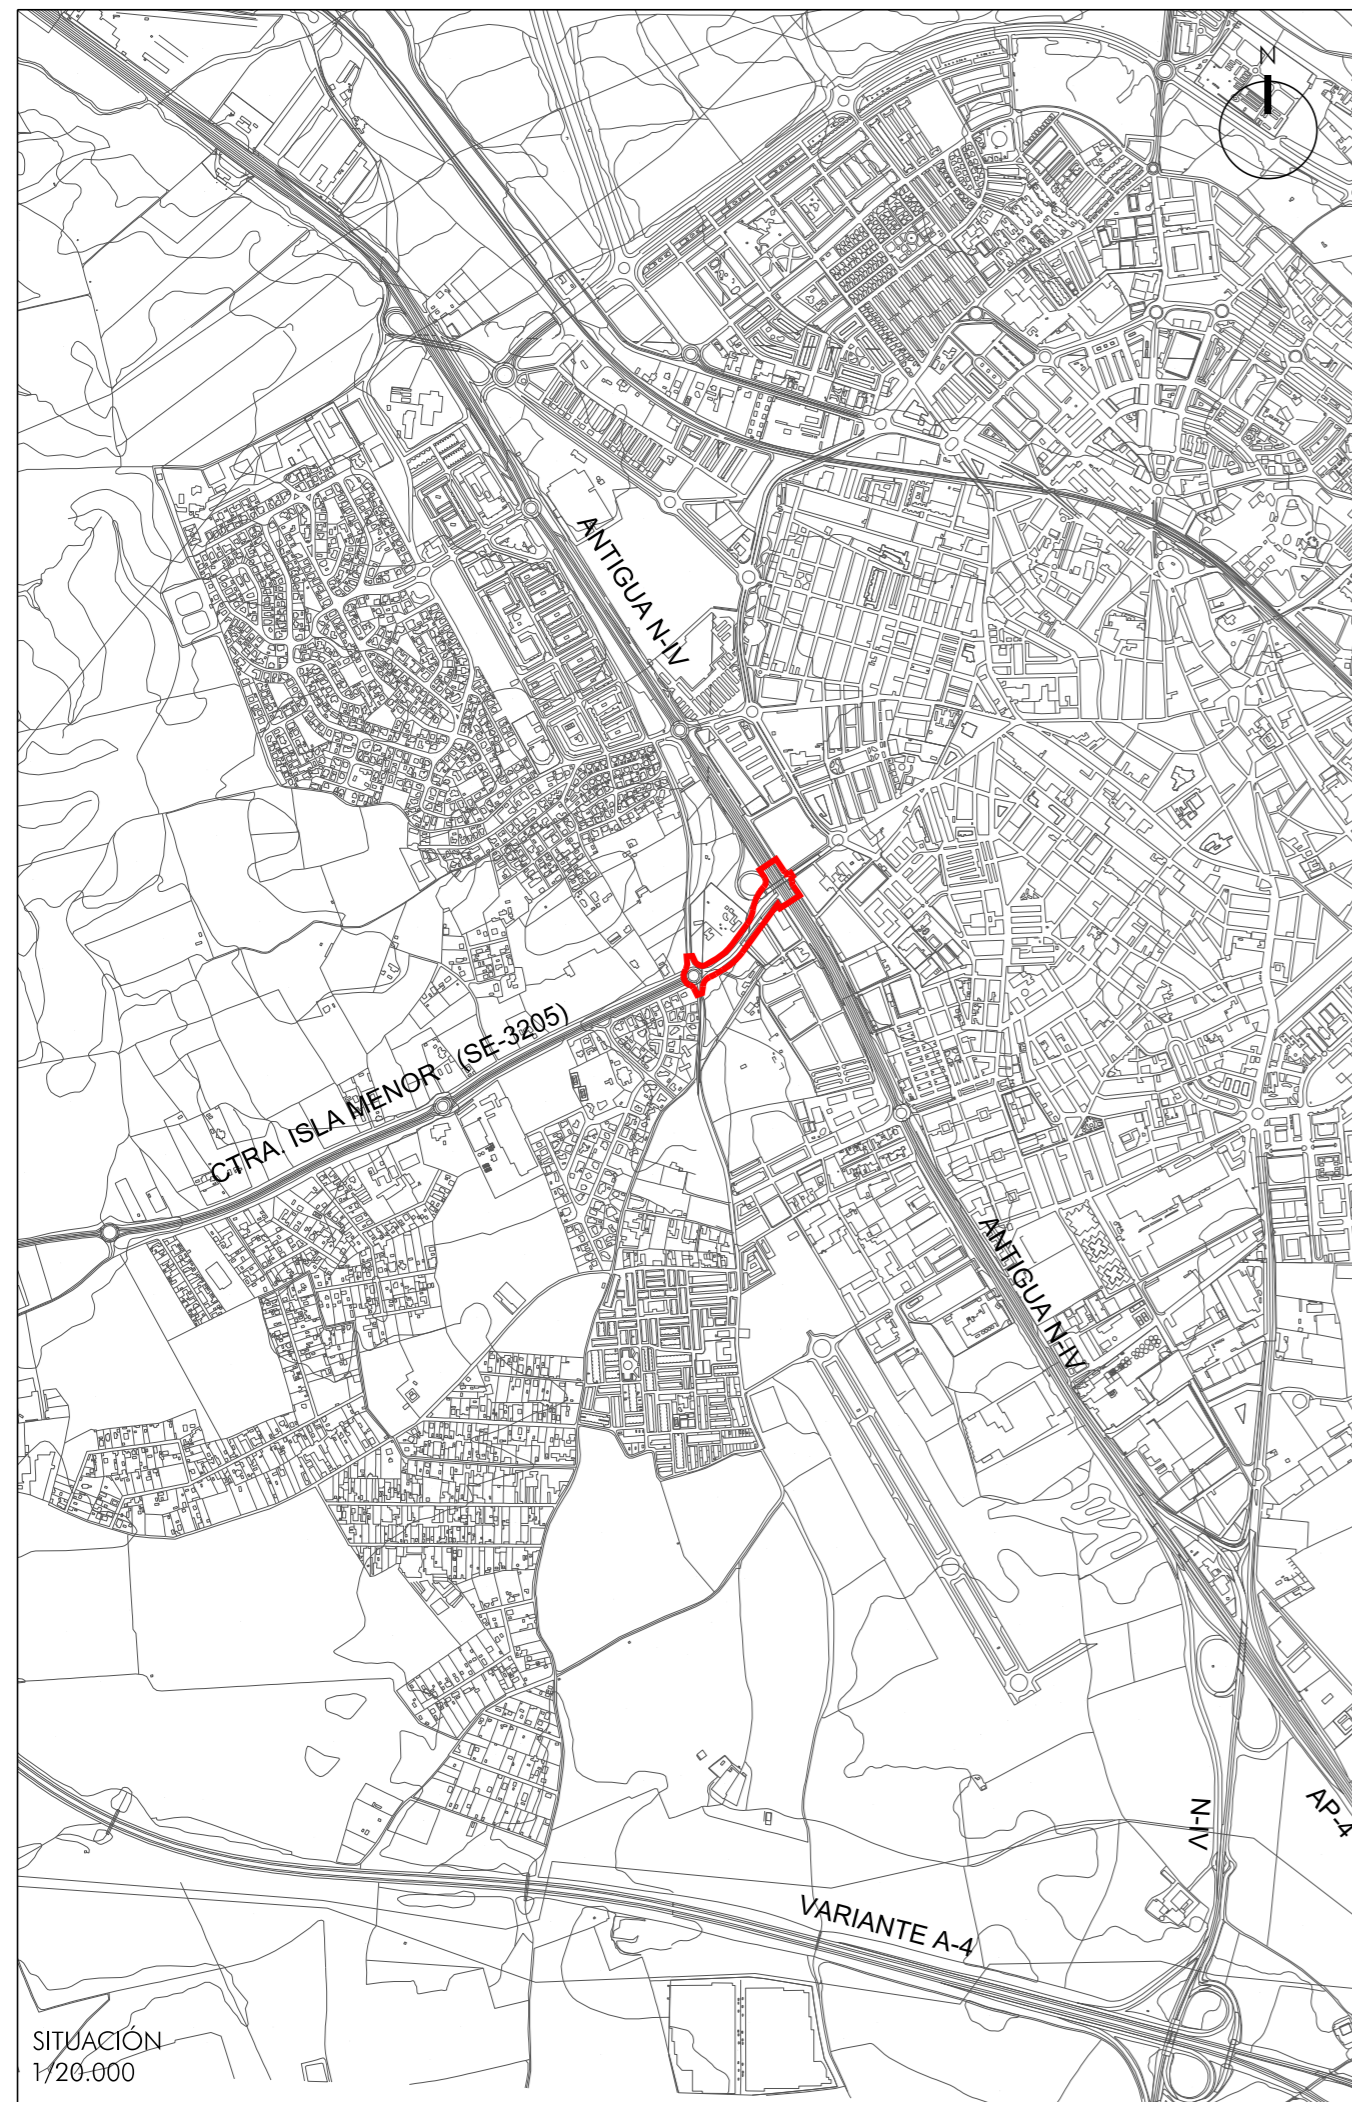 N
ANTIGUA N-IV
CTRA. ISLA MENOR (SE-3205)
ANTIGUA N-IV
N-IV
AP-4
VARIANTE A-4
SITUACIÓN
1/20.000